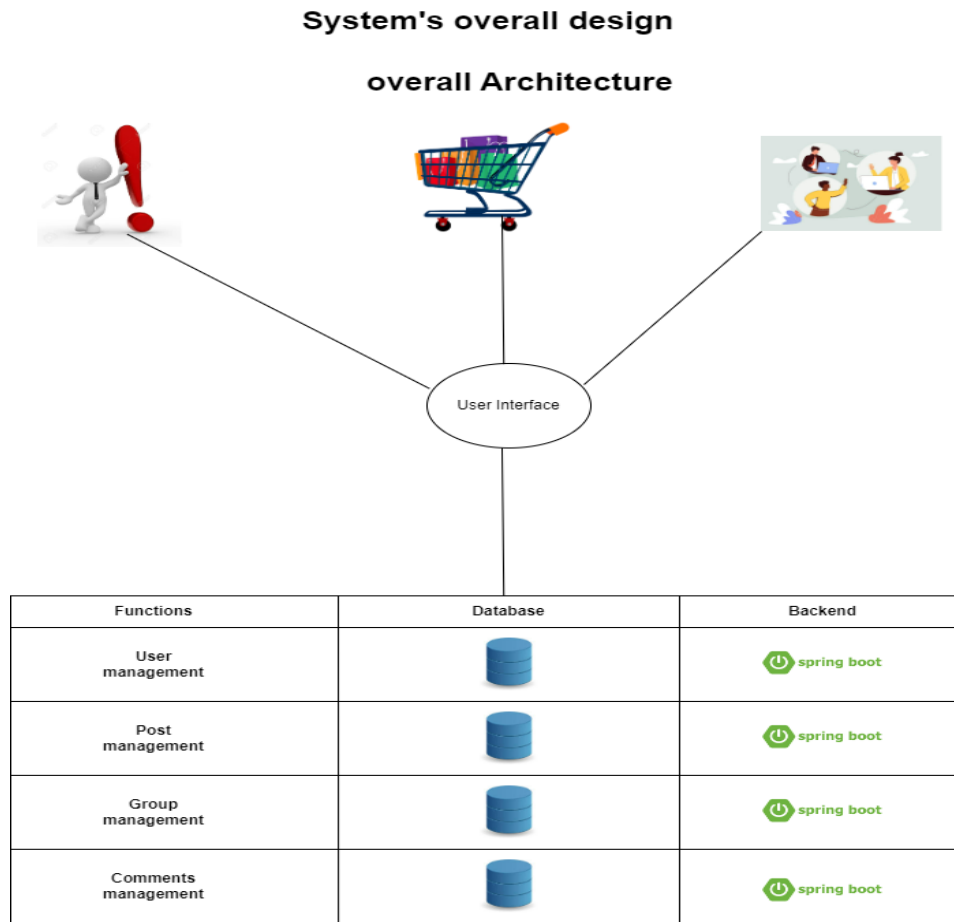 System's overall design
overall Architecture
User Interface
Functions
Database
Backend
User
management
spring boot
Post
management
spring boot
Group
management
spring boot
Comments
management
spring boot